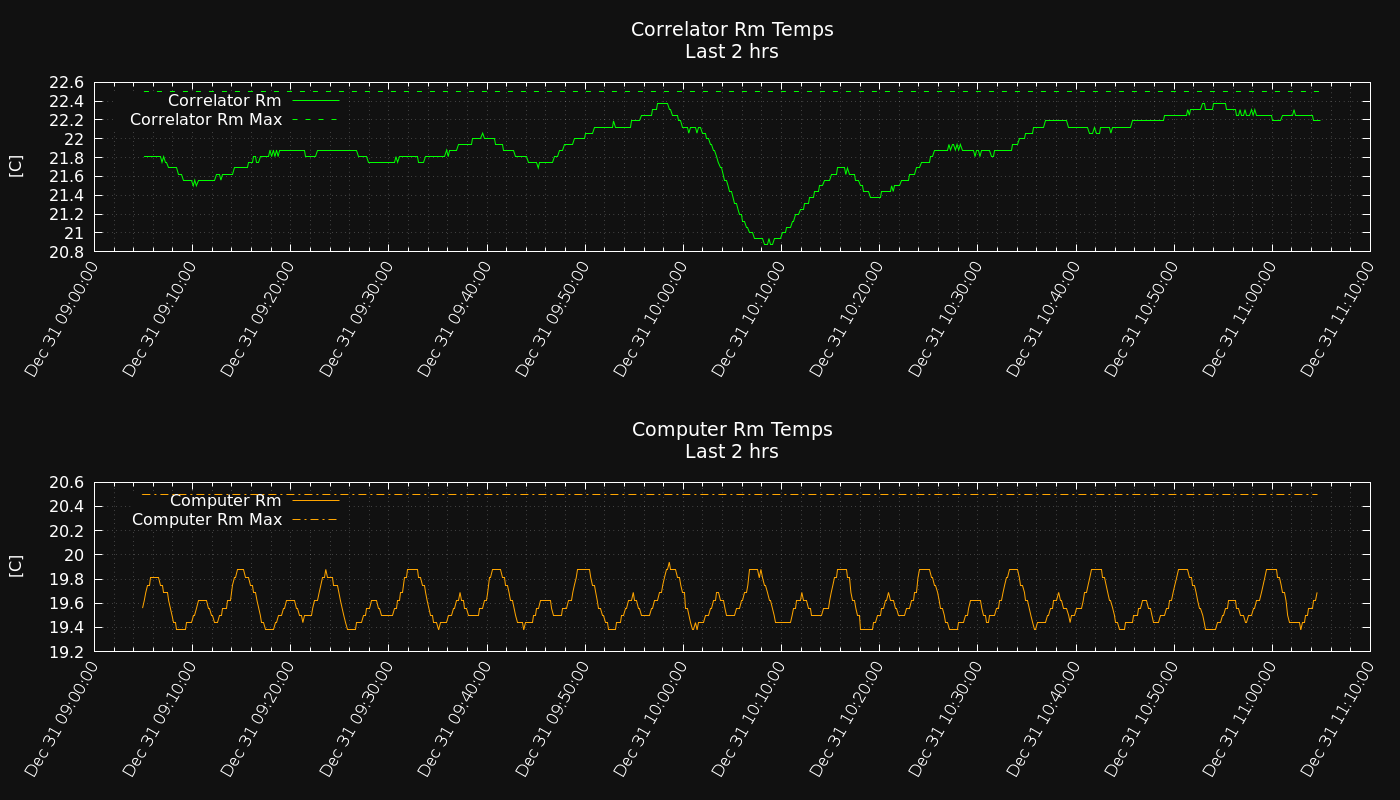 Correlator Rm Temps
Last 2 hrs
22.6
22.4
22.2
22
21.8
21.6
21.4
21.2
21
20.8
[C]
Correlator Rm
Correlator Rm Max
Dec 31 09:00:00
Dec 31 09:10:00
Dec 31 09:20:00
Dec 31 09:30:00
Dec 31 09:40:00
Dec 31 09:50:00
Dec 31 10:00:00
Dec 31 10:10:00
Dec 31 10:20:00
Dec 31 10:30:00
Dec 31 10:40:00
Dec 31 10:50:00
Dec 31 11:00:00
Dec 31 11:10:00
Computer Rm Temps
Last 2 hrs
20.6
20.4
20.2
20
19.8
19.6
19.4
19.2
[C]
Computer Rm
Computer Rm Max
Dec 31 09:00:00
Dec 31 09:10:00
Dec 31 09:20:00
Dec 31 09:30:00
Dec 31 09:40:00
Dec 31 09:50:00
Dec 31 10:00:00
Dec 31 10:10:00
Dec 31 10:20:00
Dec 31 10:30:00
Dec 31 10:40:00
Dec 31 10:50:00
Dec 31 11:00:00
Dec 31 11:10:00